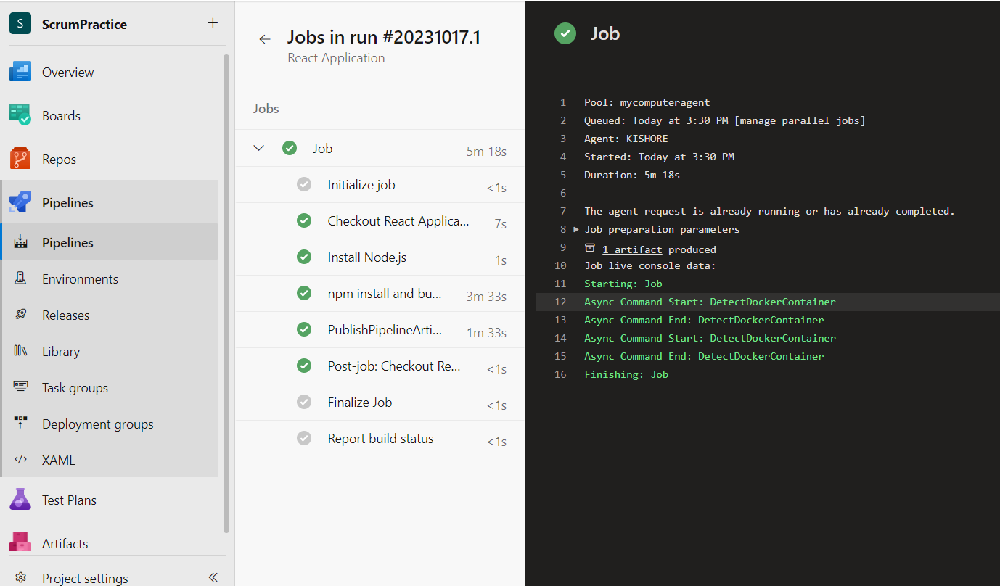 S ScrumPractice +
Overview
Boards
Repos
Pipelines
Pipelines
Environments
Releases
Library
Task groups
Deployment groups
XAML
Test Plans
Artifacts
Project settings
Jobs in run #20231017.1
React Application
Jobs
Job 5m 18s
Initialize job <1s
Checkout React Applica... 7s
Install Node.js 1s
npm install and bu... 3m 33s
PublishPipelineArti... 1m 33s
Post-job: Checkout Re... <1s
Finalize Job <1s
Report build status <1s
Job
1 Pool: mycomputeragent
2 Queued: Today at 3:30 PM [manage parallel jobs]
3 Agent: KISHORE
4 Started: Today at 3:30 PM
5 Duration: 5m 18s
6
7 The agent request is already running or has already completed.
8 Job preparation parameters
9 1 artifact produced
10 Job live console data:
11 Starting: Job
12 Async Command Start: DetectDockerContainer
13 Async Command End: DetectDockerContainer
14 Async Command Start: DetectDockerContainer
15 Async Command End: DetectDockerContainer
16 Finishing: Job